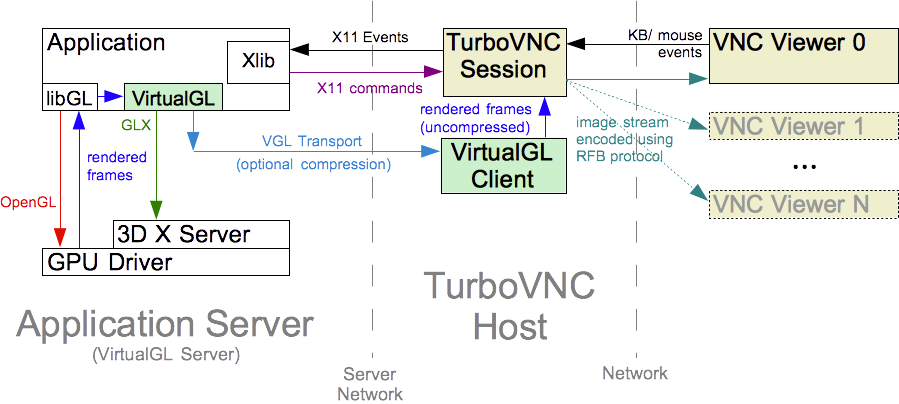 Application
Xlib
libGL
VirtualGL
GLX
OpenGL
rendered
frames
3D X Server
GPU Driver
Application Server
(VirtualGL Server)
X11 Events
X11 commands
VGL Transport
(optional compression)
Server
Network
TurboVNC
Session
rendered frames
(uncompressed)
VirtualGL
Client
TurboVNC
Host
KB/ mouse
events
image stream
encoded using
RFB protocol
Network
VNC Viewer 0
VNC Viewer 1
...
VNC Viewer N